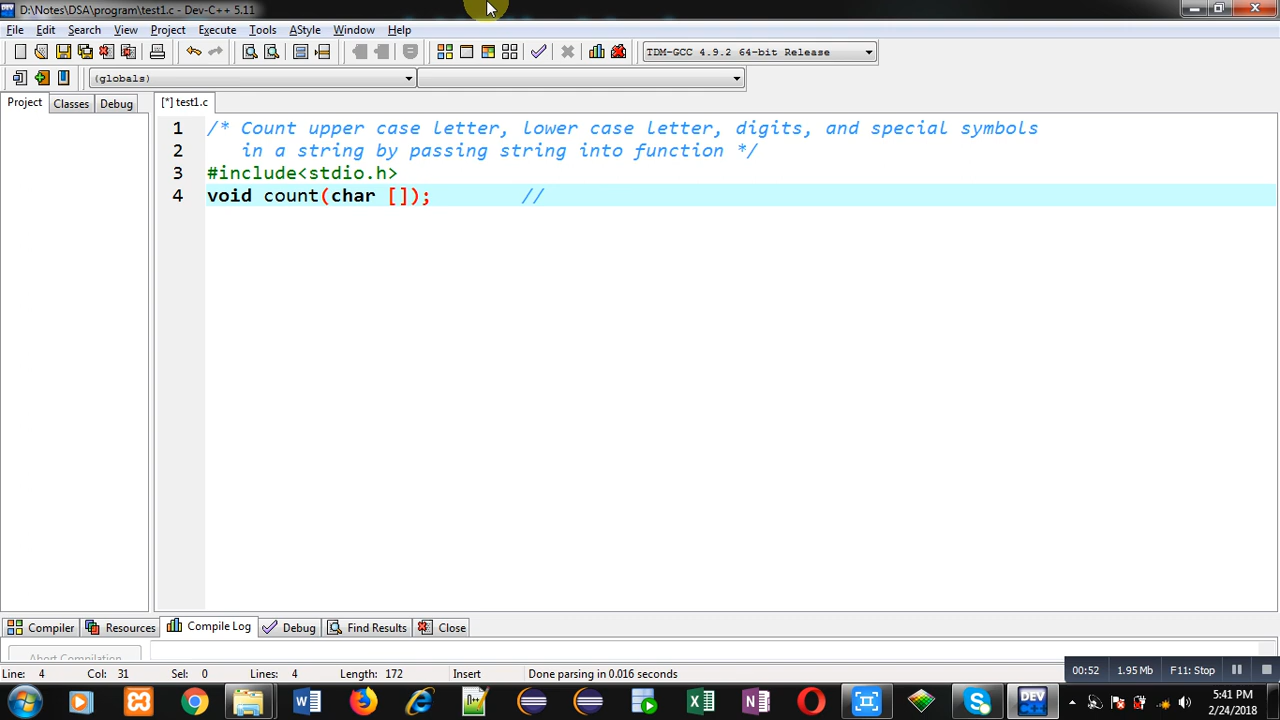 D:\Notes\DSA\program\test1.c - Dev-C++ 5.11
File Edit Search View Project Execute Tools AStyle Window Help
TDM-GCC 4.9.2 64-bit Release
(globals)
Project Classes Debug [*] test1.c
1 /* Count upper case letter, lower case letter, digits, and special symbols
2 in a string by passing string into function */
3 #include<stdio.h>
4 void count(char []); //
Compiler Resources Compile Log Debug Find Results Close
Abort Compilation
Line: 4 Col: 31 Sel: 0 Lines: 4 Length: 172 Insert Done parsing in 0.016 seconds
00:52 1.95 Mb F11: Stop
DEV
5:41 PM
2/24/2018